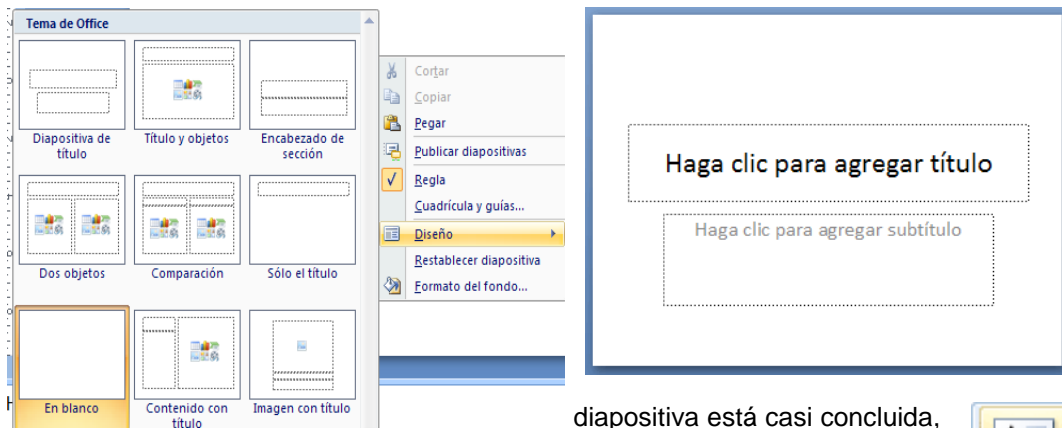 Tema de Office
Diapositiva de
título
Título y objetos
Encabezado de
sección
Dos objetos
Comparación
Sólo el título
En blanco
Contenido con
título
Imagen con título
Cortar
Copiar
Pegar
Publicar diapositivas
Regla
Cuadrícula y guías...
Diseño
Restablecer diapositiva
Formato del fondo...
Haga clic para agregar título
Haga clic para agregar subtítulo
diapositiva está casi concluida,